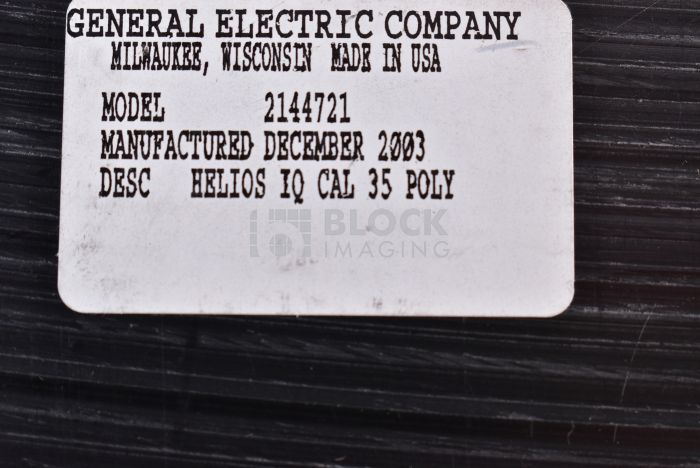 GENERAL ELECTRIC COMPANY
MILWAUKEE, WISCONSIN MADE IN USA
MODEL 2144721
MANUFACTURED DECEMBER 2003
DESC HELIOS IQ CAL 35 POLY
BLOCK
IMAGING